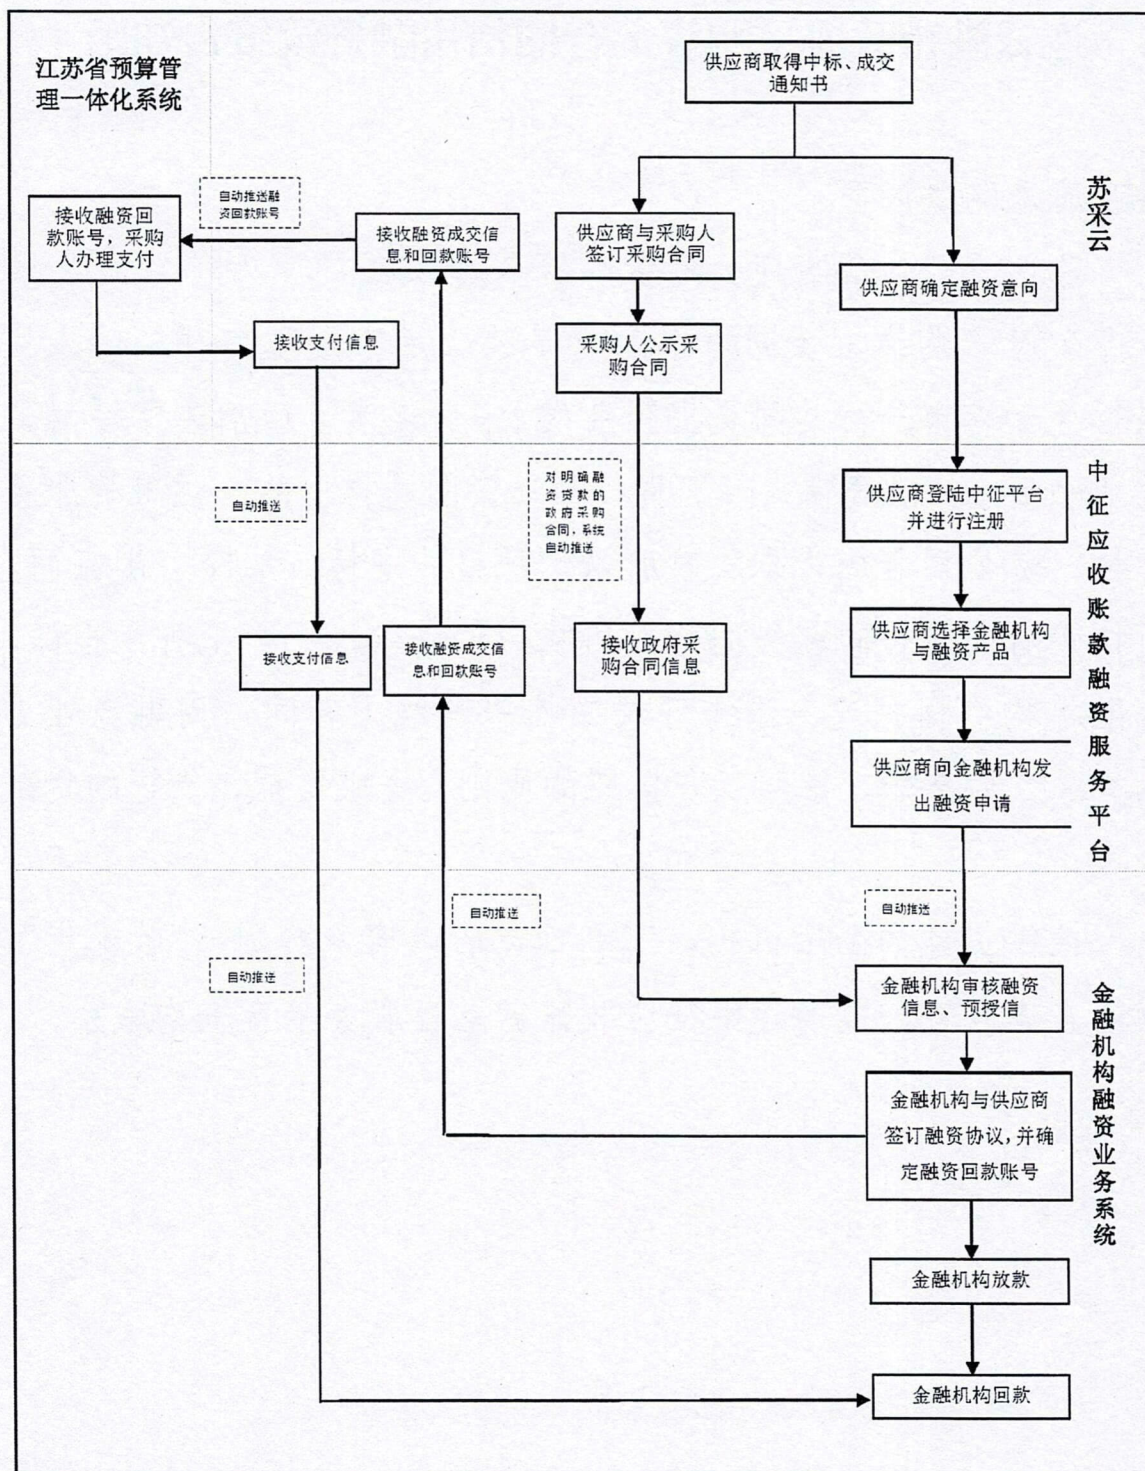 江苏省预算管
理一体化系统
供应商取得中标、成交
通知书
苏采云
自动推送融
资回款账号
接收融资回
款账号，采购
人办理支付
接收融资成交信
息和回款账号
供应商与采购人
签订采购合同
供应商确定融资意向
接收支付信息
采购人公示采
购合同
中征应收账款融资服务平台
自动推送
对明确融
资贷款的
政府采购
合同，系统
自动推送
供应商登陆中征平台
并进行注册
接收支付信息
接收融资成交信
息和回款账号
接收政府采
购合同信息
供应商选择金融机构
与融资产品
供应商向金融机构发
出融资申请
自动推送
自动推送
自动推送
金融机构融资业务系统
金融机构审核融资
信息、预授信
金融机构与供应商
签订融资协议，并确
定融资回款账号
金融机构放款
金融机构回款